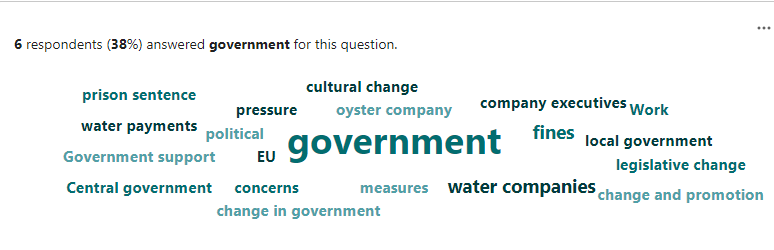 6 respondents (38%) answered government for this question.
cultural change
prison sentence
company executives
pressure
oyster company
Work
water payments
political
government
fines
local government
Government support
EU
legislative change
Central government
concerns
measures
water companies
change and promotion
change in government